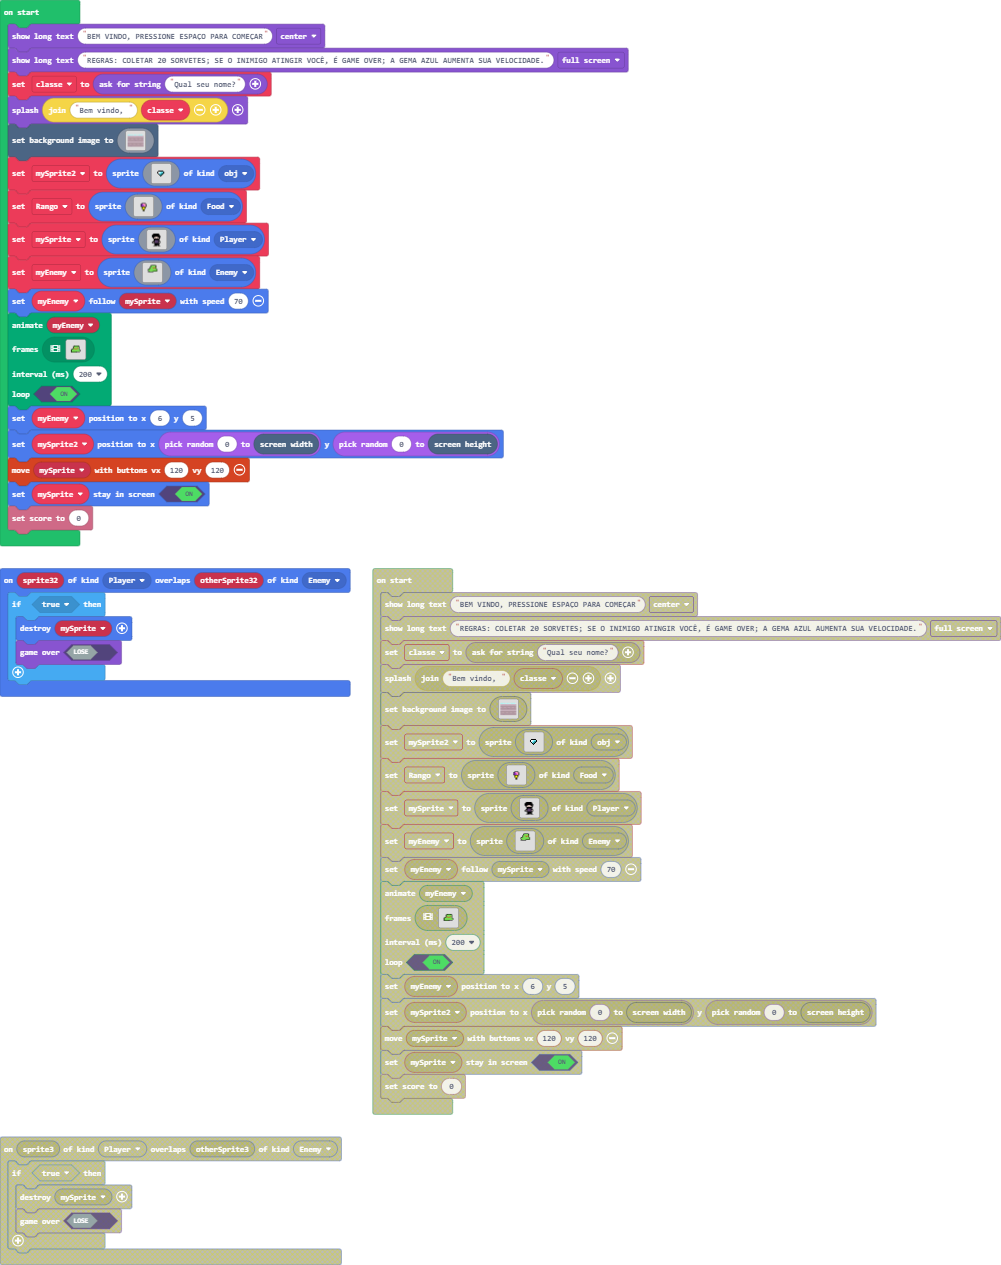 on start
show long text "BEM VINDO, PRESSIONE ESPAÇO PARA COMEÇAR" center
show long text "REGRAS: COLETAR 20 SORVETES; SE O INIMIGO ATINGIR VOCÊ, É GAME OVER; A GEMA AZUL AUMENTA SUA VELOCIDADE." full screen
set classe to ask for string "Qual seu nome?"
splash join "Bem vindo, " classe
set background image to
set mySprite2 to sprite of kind obj
set Rango to sprite of kind Food
set mySprite to sprite of kind Player
set myEnemy to sprite of kind Enemy
set myEnemy follow mySprite with speed 70
animate myEnemy
frames
interval (ms) 200
loop ON
set myEnemy position to x 6 y 5
set mySprite2 position to x pick random 0 to screen width y pick random 0 to screen height
move mySprite with buttons vx 120 vy 120
set mySprite stay in screen ON
set score to 0
on sprite32 of kind Player overlaps otherSprite32 of kind Enemy
if true then
destroy mySprite
game over LOSE
on start
show long text "BEM VINDO, PRESSIONE ESPAÇO PARA COMEÇAR" center
show long text "REGRAS: COLETAR 20 SORVETES; SE O INIMIGO ATINGIR VOCÊ, É GAME OVER; A GEMA AZUL AUMENTA SUA VELOCIDADE." full screen
set classe to ask for string "Qual seu nome?"
splash join "Bem vindo, " classe
set background image to
set mySprite2 to sprite of kind obj
set Rango to sprite of kind Food
set mySprite to sprite of kind Player
set myEnemy to sprite of kind Enemy
set myEnemy follow mySprite with speed 70
animate myEnemy
frames
interval (ms) 200
loop ON
set myEnemy position to x 6 y 5
set mySprite2 position to x pick random 0 to screen width y pick random 0 to screen height
move mySprite with buttons vx 120 vy 120
set mySprite stay in screen ON
set score to 0
on sprite3 of kind Player overlaps otherSprite3 of kind Enemy
if true then
destroy mySprite
game over LOSE